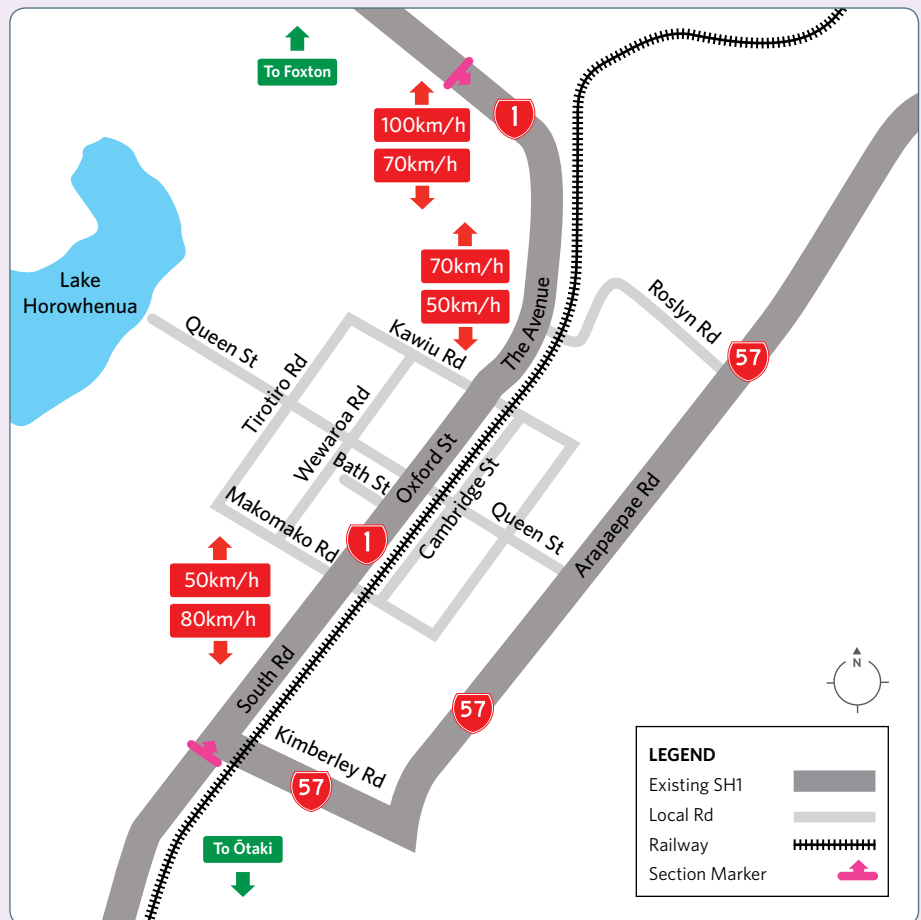 To Foxton
100km/h
1
70km/h
70km/h
50km/h
Lake
Horowhenua
Queen St
Kawiu Rd
The Avenue
Roslyn Rd
57
Tirotiro Rd
Wewaroa Rd
Bath St
Oxford St
Cambridge St
Queen St
Arapaepae Rd
Makomako Rd
1
50km/h
80km/h
South Rd
N
57
Kimberley Rd
57
To Ōtaki
LEGEND
Existing SH1
Local Rd
Railway
Section Marker